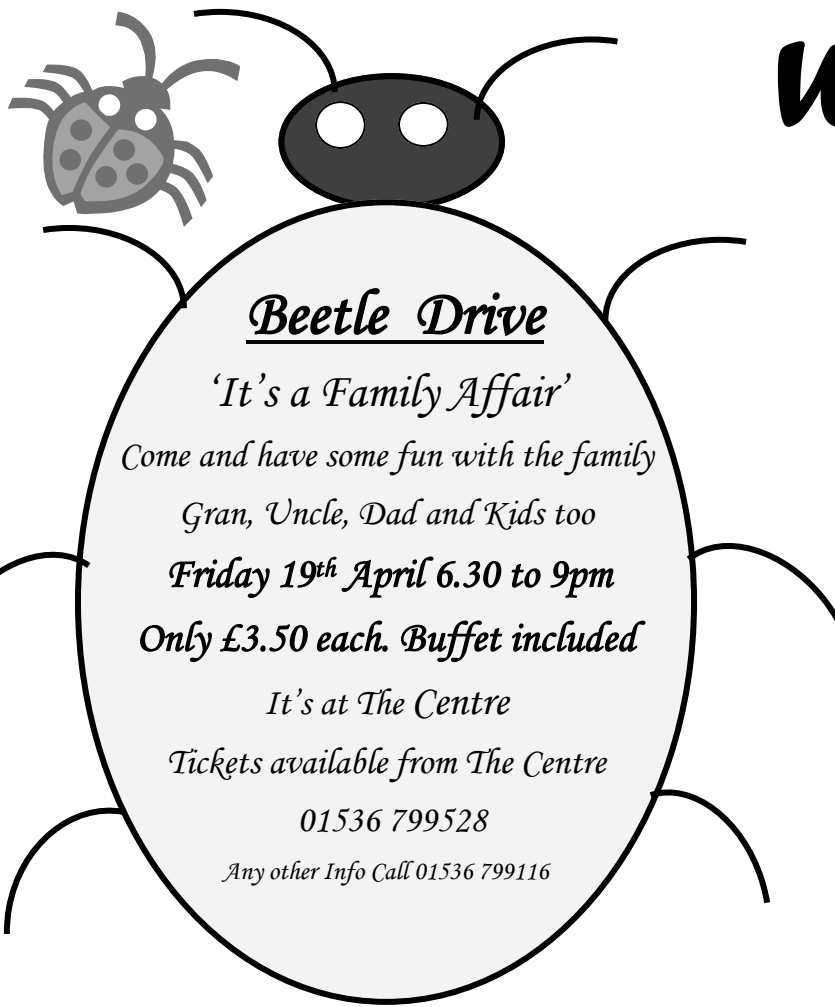 Beetle Drive
‘It’s a Family Affair’
Come and have some fun with the family
Gran, Uncle, Dad and Kids too
Friday 19th April 6.30 to 9pm
Only £3.50 each. Buffet included
It’s at The Centre
Tickets available from The Centre
01536 799528
Any other Info Call 01536 799116